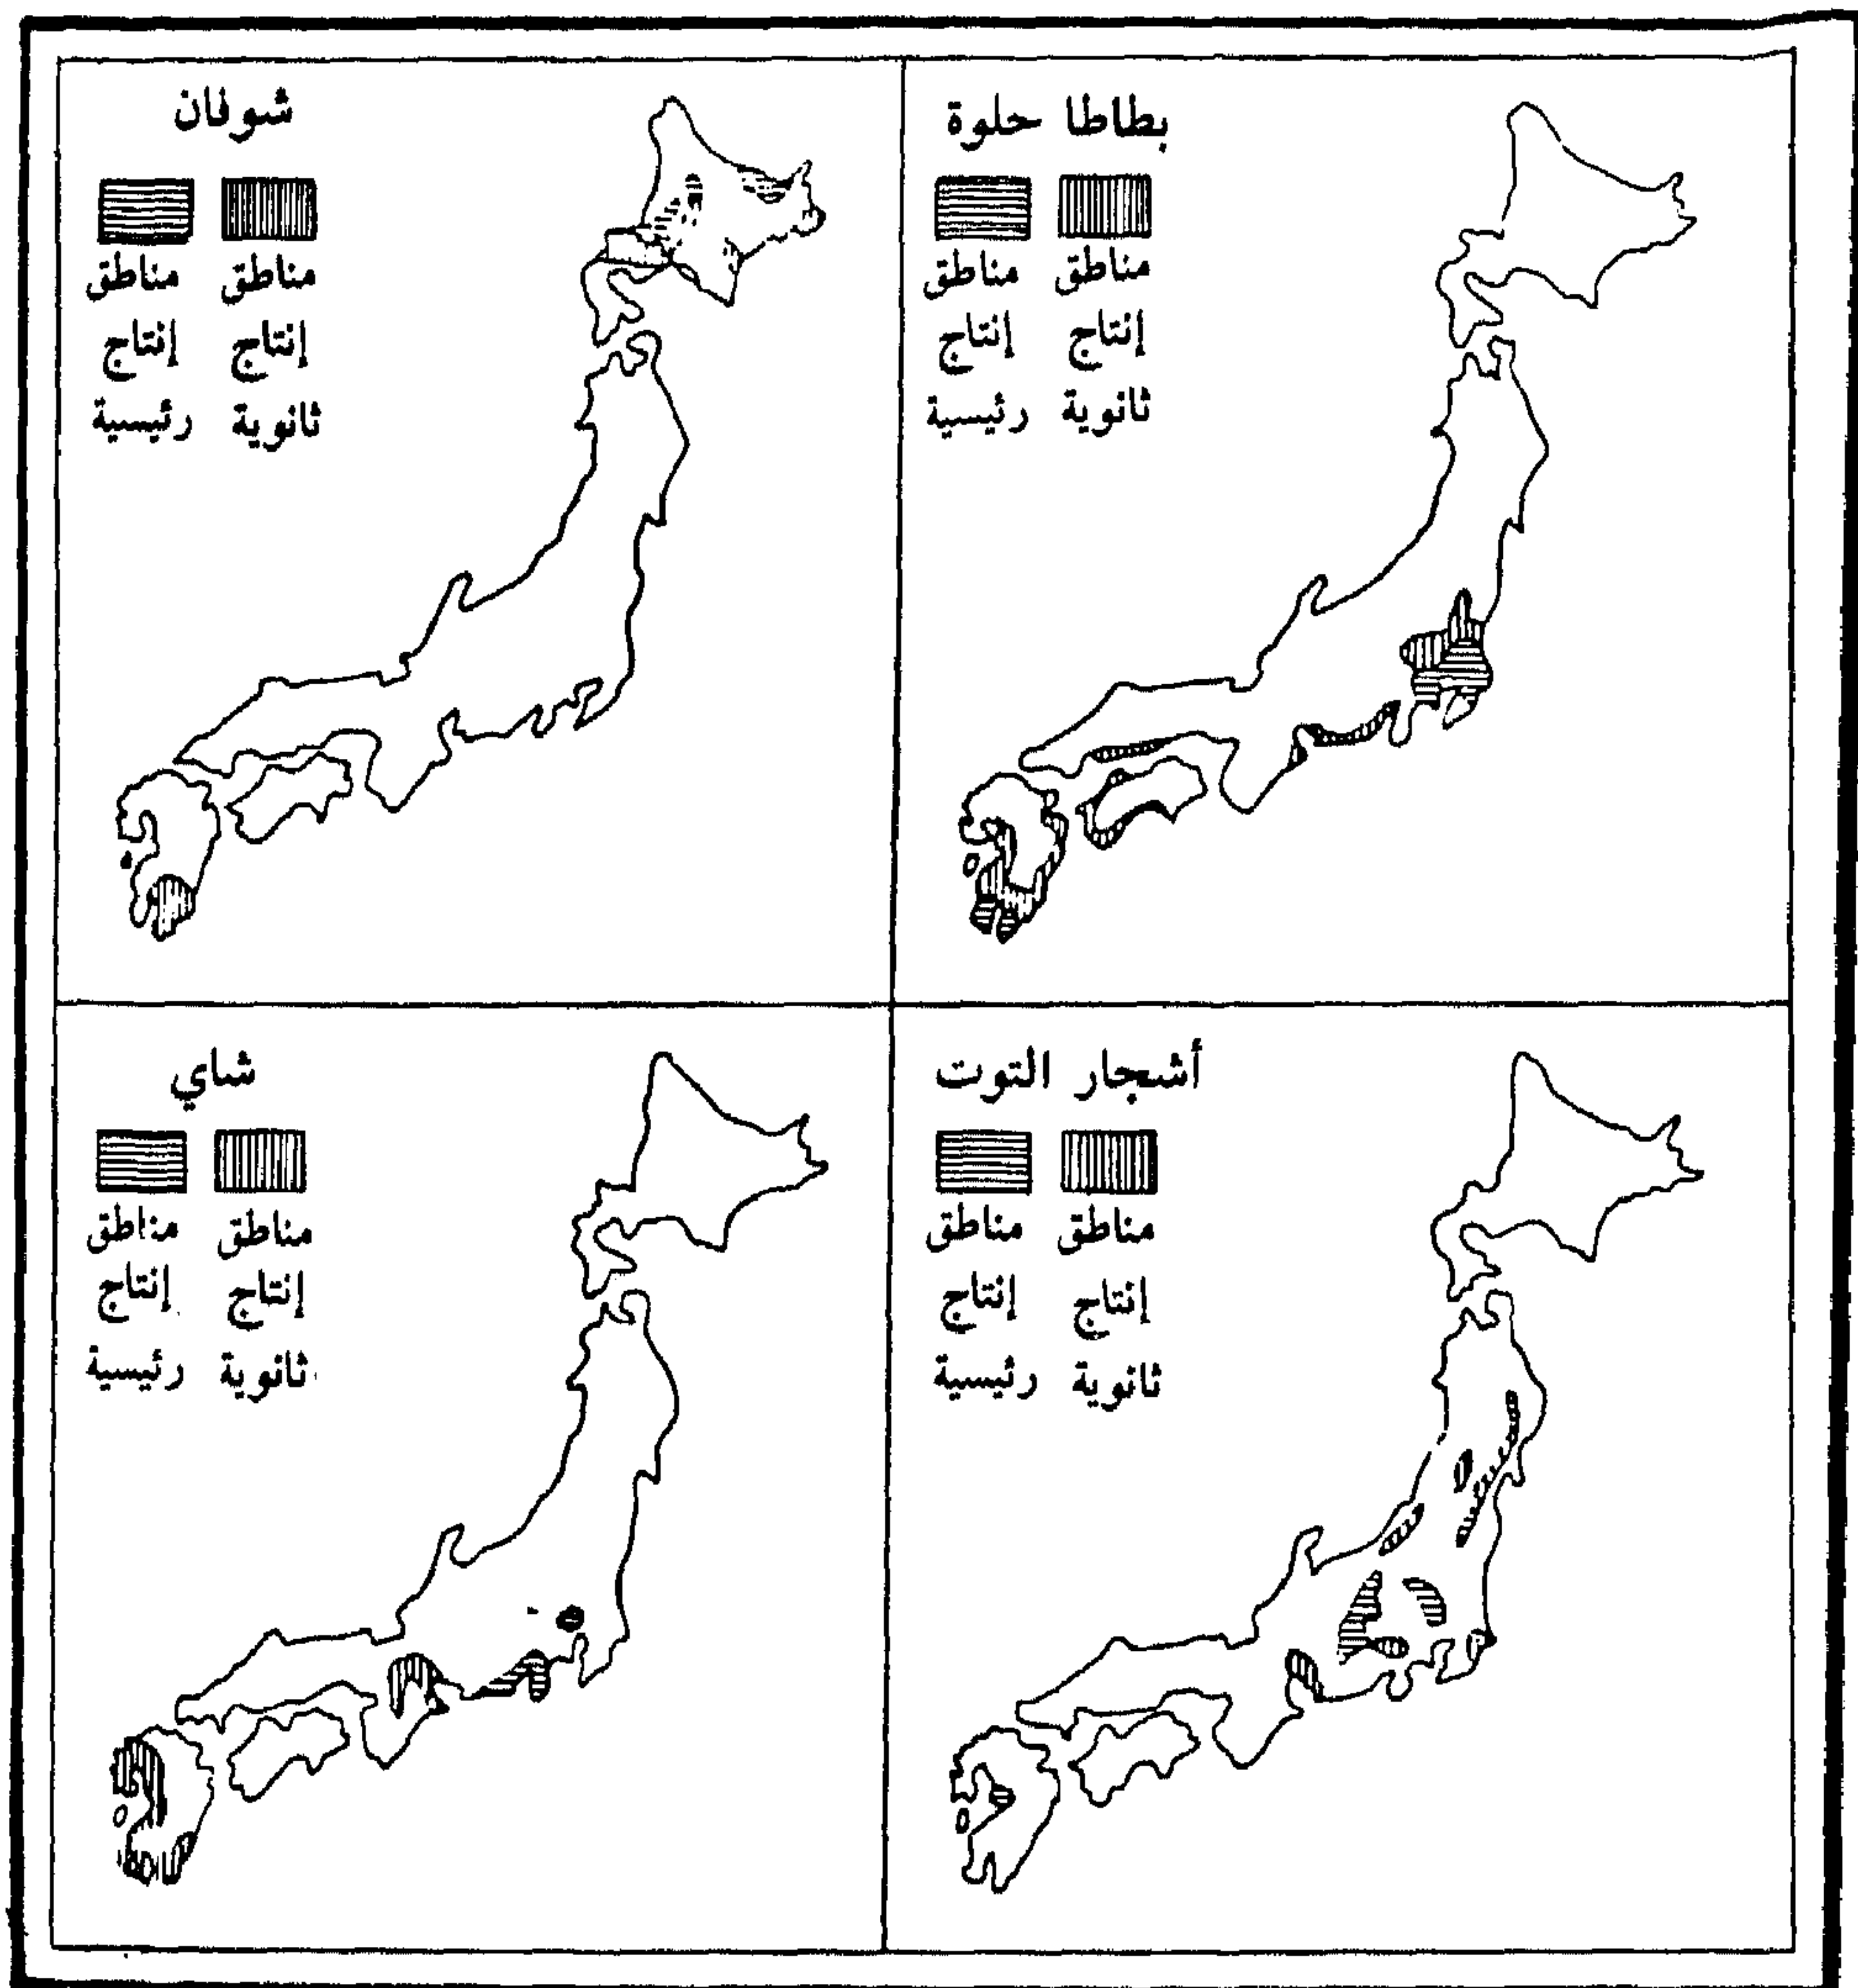 بطاطا حلوة
مناطق مناطق
إنتاج إنتاج
ثانوية رئيسية
شوفان
مناطق مناطق
إنتاج إنتاج
ثانوية رئيسية
أشجار التوت
مناطق مناطق
إنتاج إنتاج
ثانوية رئيسية
شاي
مناطق مناطق
إنتاج إنتاج
ثانوية رئيسية